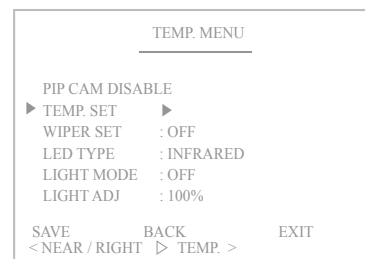 TEMP. MENU
PIP CAM DISABLE
▶ TEMP. SET ▶
WIPER SET : OFF
LED TYPE : INFRARED
LIGHT MODE : OFF
LIGHT ADJ : 100%
SAVE BACK EXIT
< NEAR / RIGHT ▷ TEMP. >